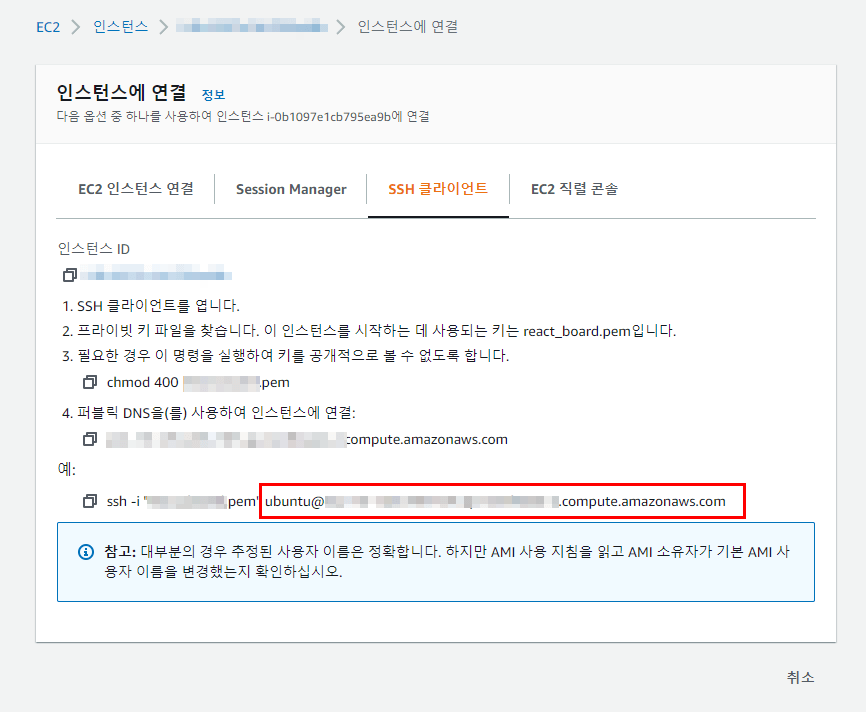 EC2 > 인스턴스 > > 인스턴스에 연결
인스턴스에 연결 정보
다음 옵션 중 하나를 사용하여 인스턴스 i-0b1097e1cb795ea9b에 연결
EC2 인스턴스 연결 Session Manager SSH 클라이언트 EC2 직렬 콘솔
인스턴스 ID
1. SSH 클라이언트를 엽니다.
2. 프라이빗 키 파일을 찾습니다. 이 인스턴스를 시작하는 데 사용되는 키는 react_board.pem입니다.
3. 필요한 경우 이 명령을 실행하여 키를 공개적으로 볼 수 없도록 합니다.
chmod 400 .pem
4. 퍼블릭 DNS을(를) 사용하여 인스턴스에 연결:
compute.amazonaws.com
예:
ssh -i " pem" ubuntu@ .compute.amazonaws.com
참고: 대부분의 경우 추정된 사용자 이름은 정확합니다. 하지만 AMI 사용 지침을 읽고 AMI 소유자가 기본 AMI 사
용자 이름을 변경했는지 확인하십시오.
취소